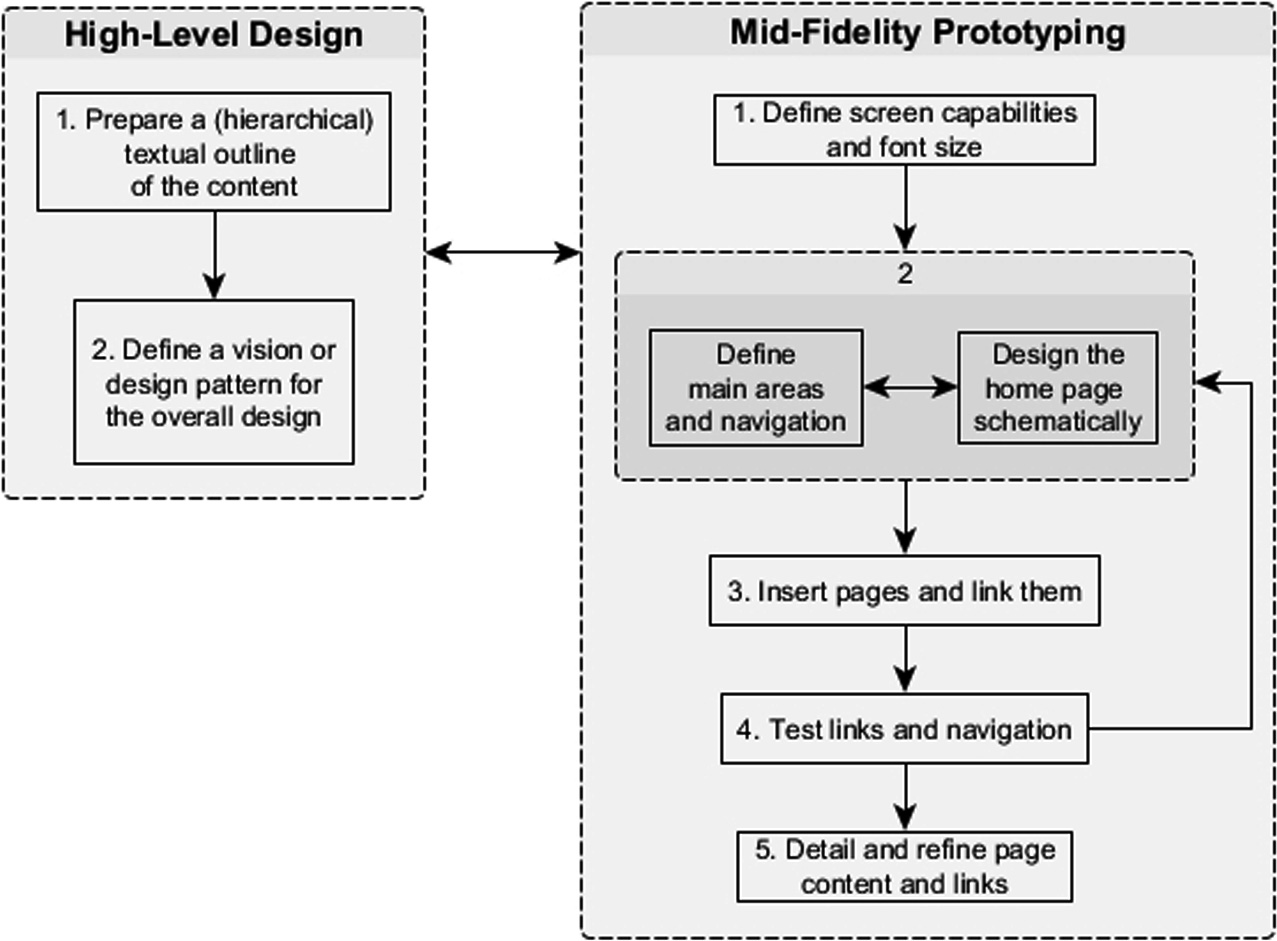 High-Level Design
1. Prepare a (hierarchical)
textual outline
of the content
2. Define a vision or
design pattern for
the overall design
Mid-Fidelity Prototyping
1. Define screen capabilities
and font size
2
Define
main areas
and navigation
Design the
home page
schematically
3. Insert pages and link them
4. Test links and navigation
5. Detail and refine page
content and links